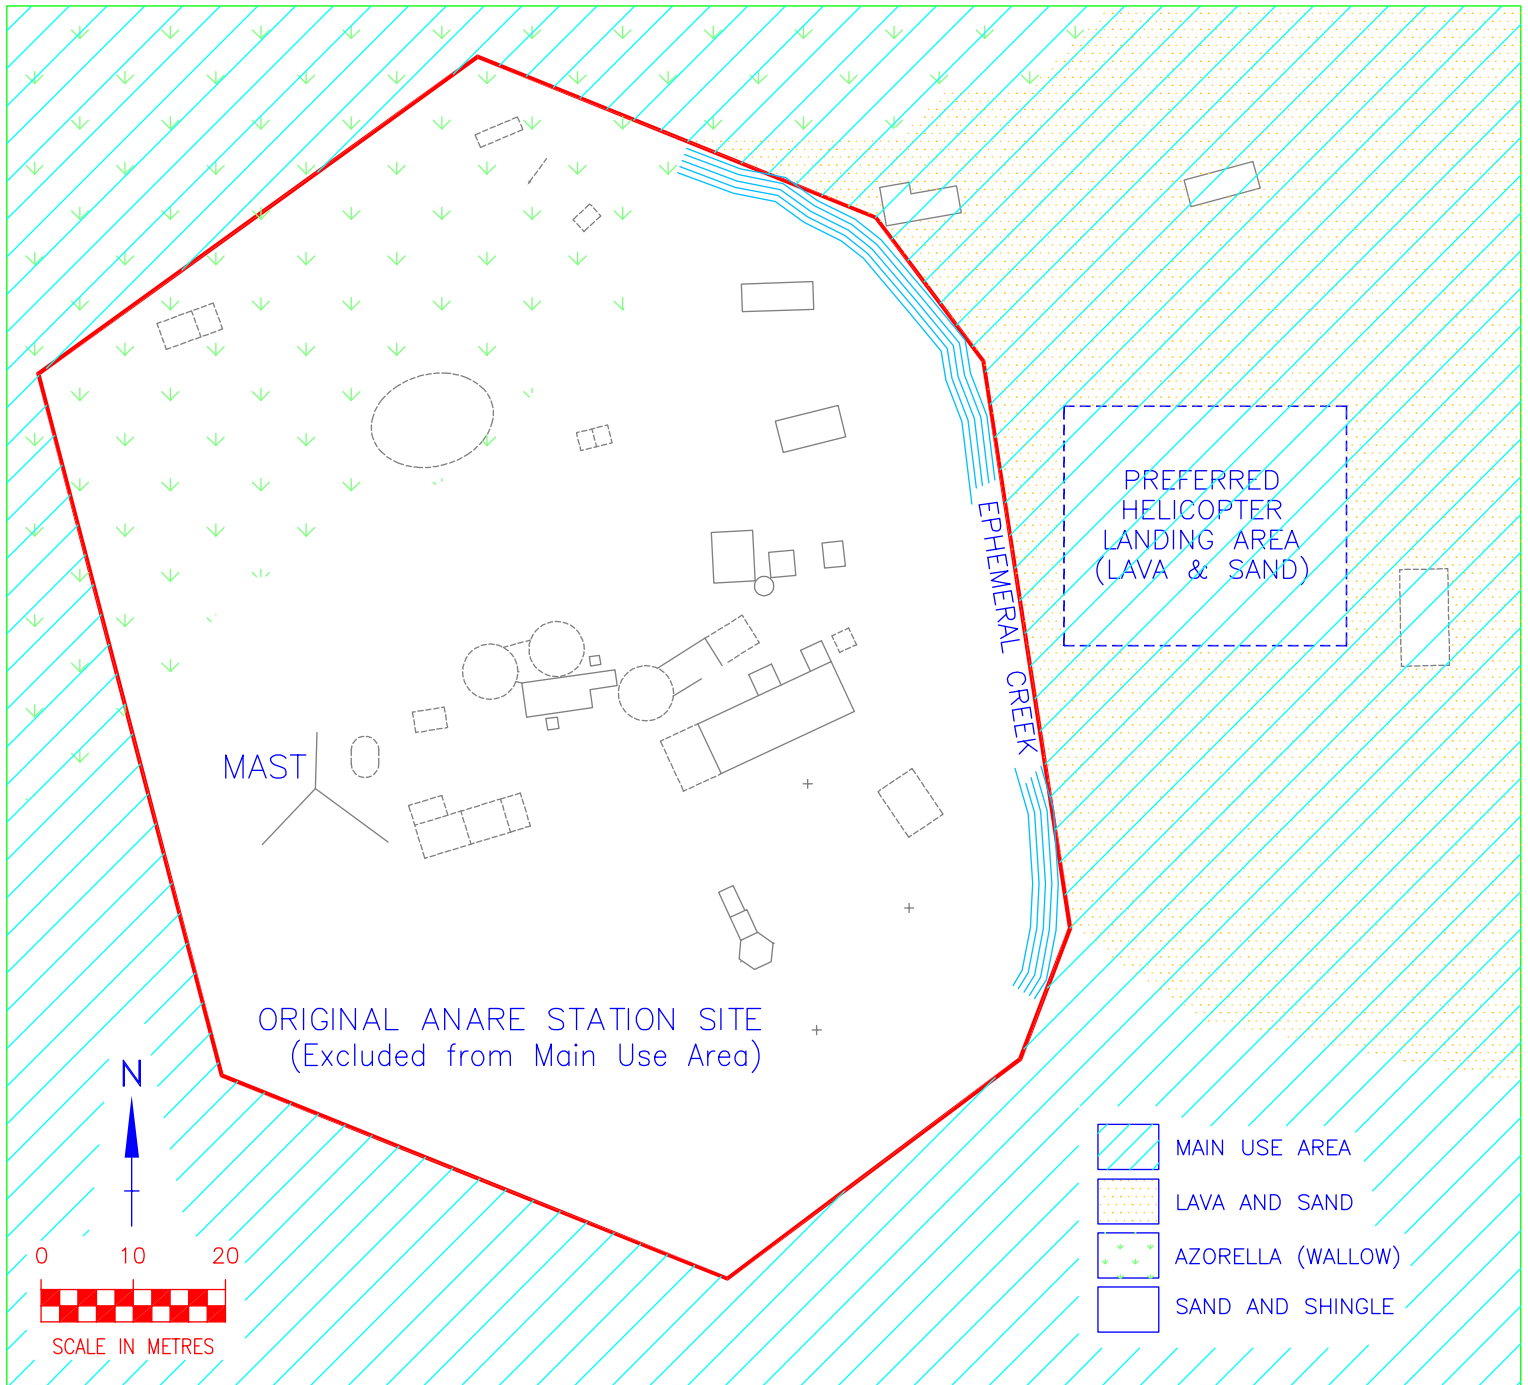 PREFERRED
HELICOPTER
LANDING AREA
(LAVA & SAND)
EPHEMERAL CREEK
MAST
ORIGINAL ANARE STATION SITE
(Excluded from Main Use Area)
N
0 10 20
SCALE IN METRES
MAIN USE AREA
LAVA AND SAND
AZORELLA (WALLOW)
SAND AND SHINGLE